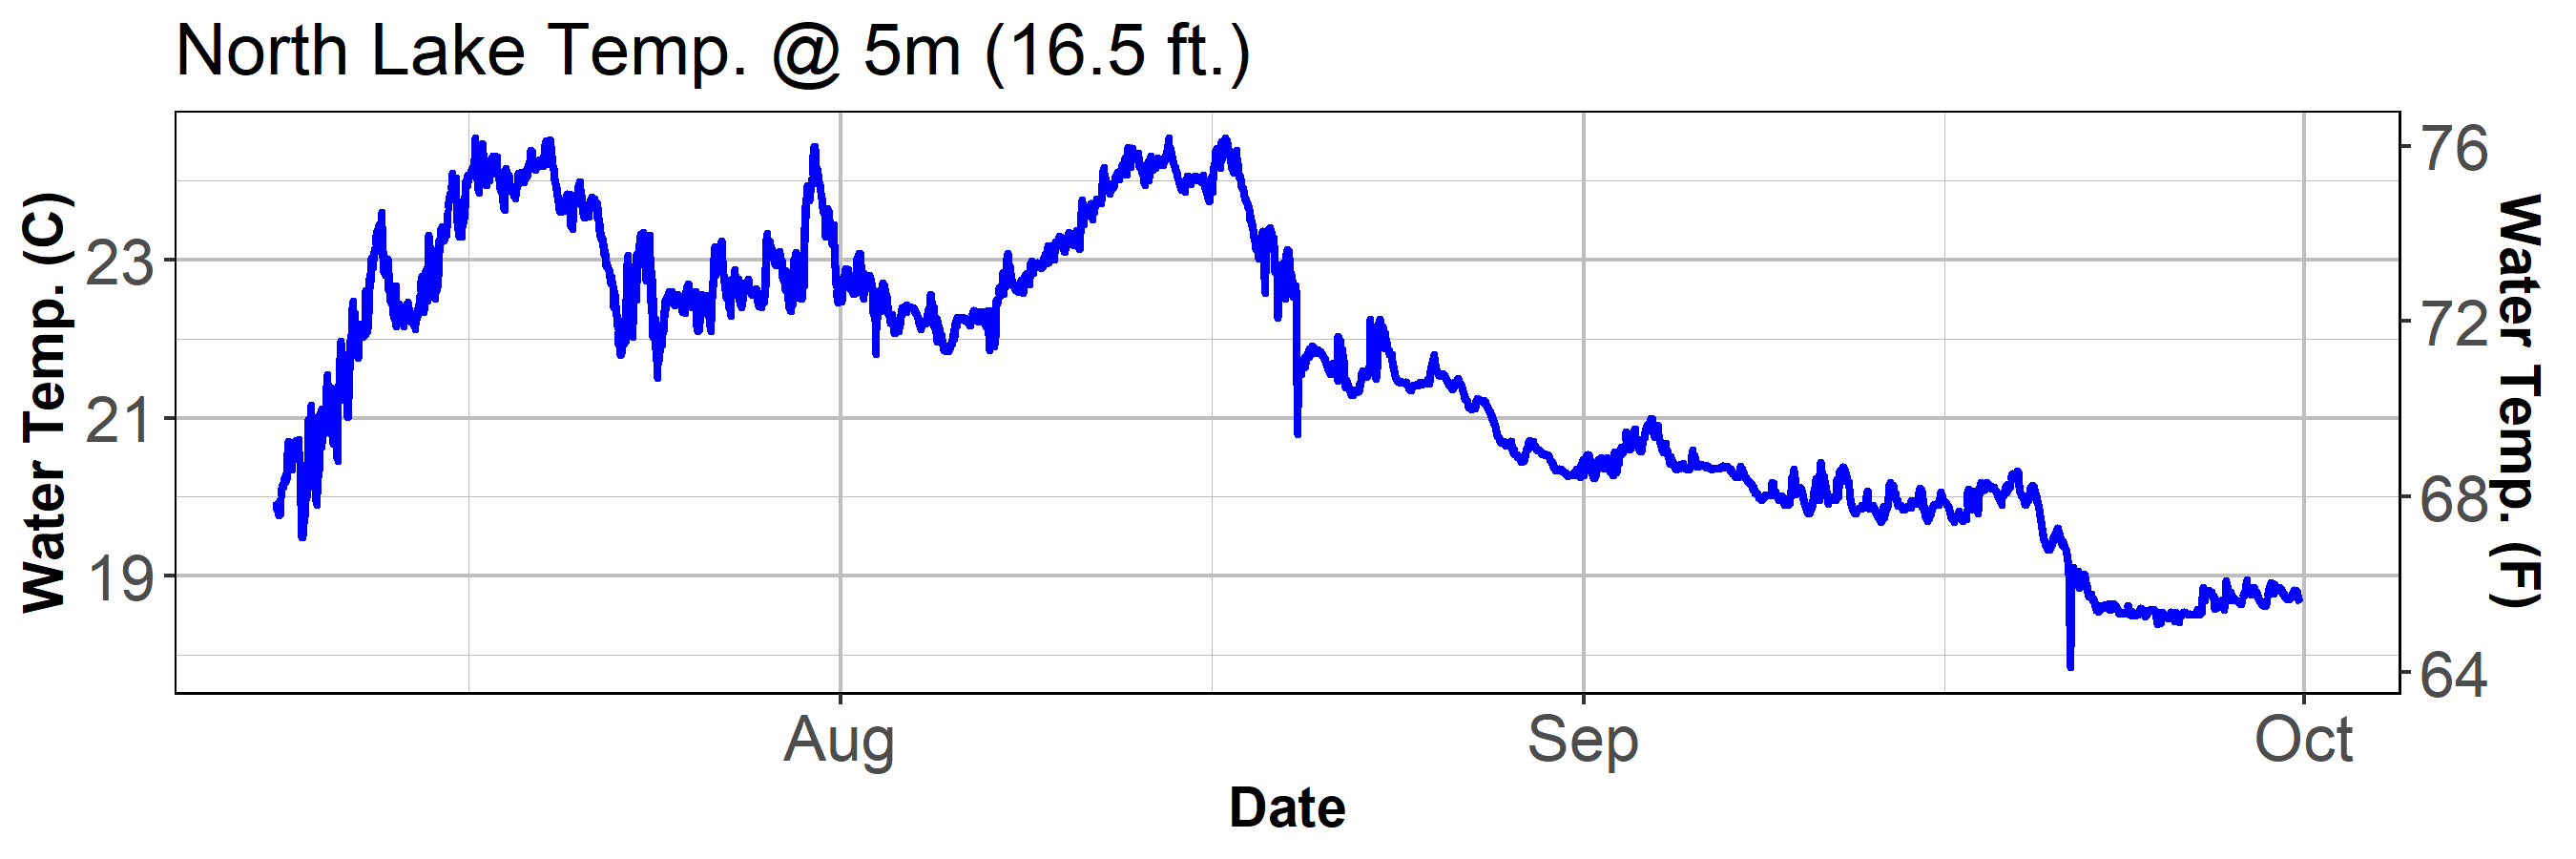 North Lake Temp. @ 5m (16.5 ft.)
Water Temp. (C)
23
21
19
76
72
68
64
Water Temp. (F)
Aug
Sep
Oct
Date